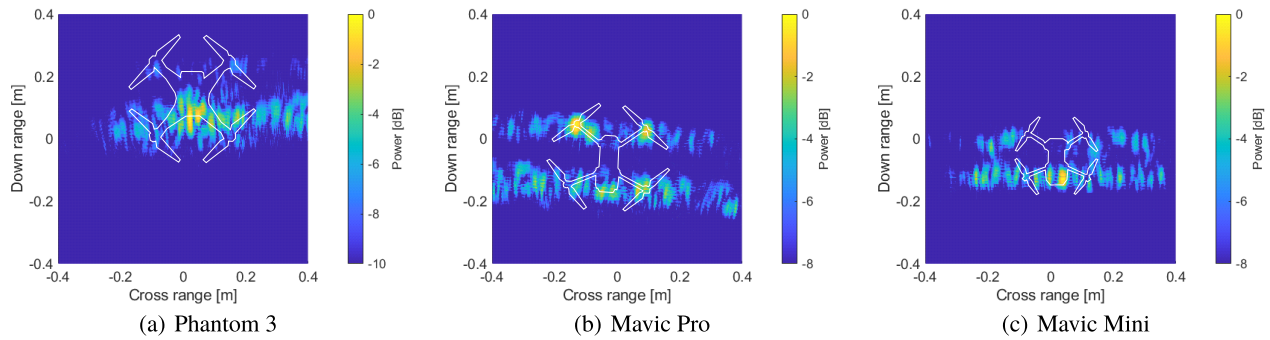 0.4
0.2
0
-0.2
-0.4
Down range [m]
-0.4 -0.2 0 0.2 0.4
Cross range [m]
0
-2
-4
-6
-8
-10
Power [dB]
(a) Phantom 3
0.4
0.2
0
-0.2
-0.4
Down range [m]
-0.4 -0.2 0 0.2 0.4
Cross range [m]
0
-2
-4
-6
-8
Power [dB]
(b) Mavic Pro
0.4
0.2
0
-0.2
-0.4
Down range [m]
-0.4 -0.2 0 0.2 0.4
Cross range [m]
0
-2
-4
-6
-8
Power [dB]
(c) Mavic Mini